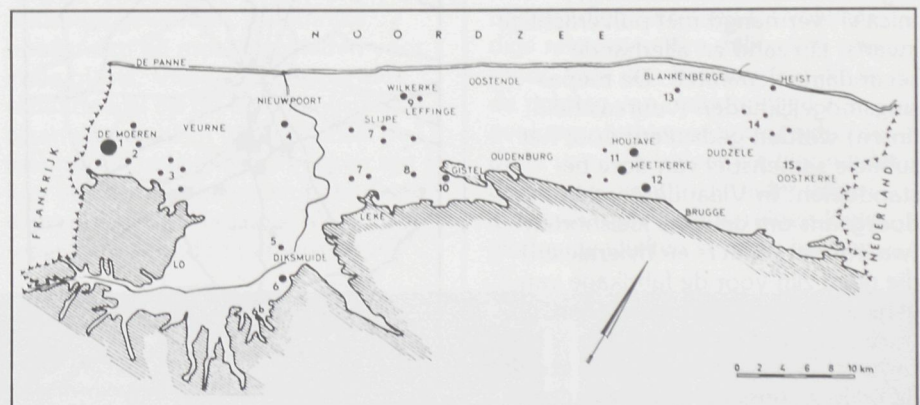 NOORDZEE
DE PANNE
NIEUWPOORT
4
WILKERKE
9
LEFFINGE
SLIJPE
7
OOSTENDE
BLANKENBERGE
13
HEIST
14
DUDZELE
15
OOSTKERKE
DE MOEREN
1
2
3
VEURNE
FRANKRIJK
7
8
GISTEL
10
OUDENBURG
HOUTAVE
11
MEETKERKE
12
BRUGGE
NEDERLAND
LEKE
LO
5
DIKSMUIDE
6
6b
0 2 4 6 8 10 km